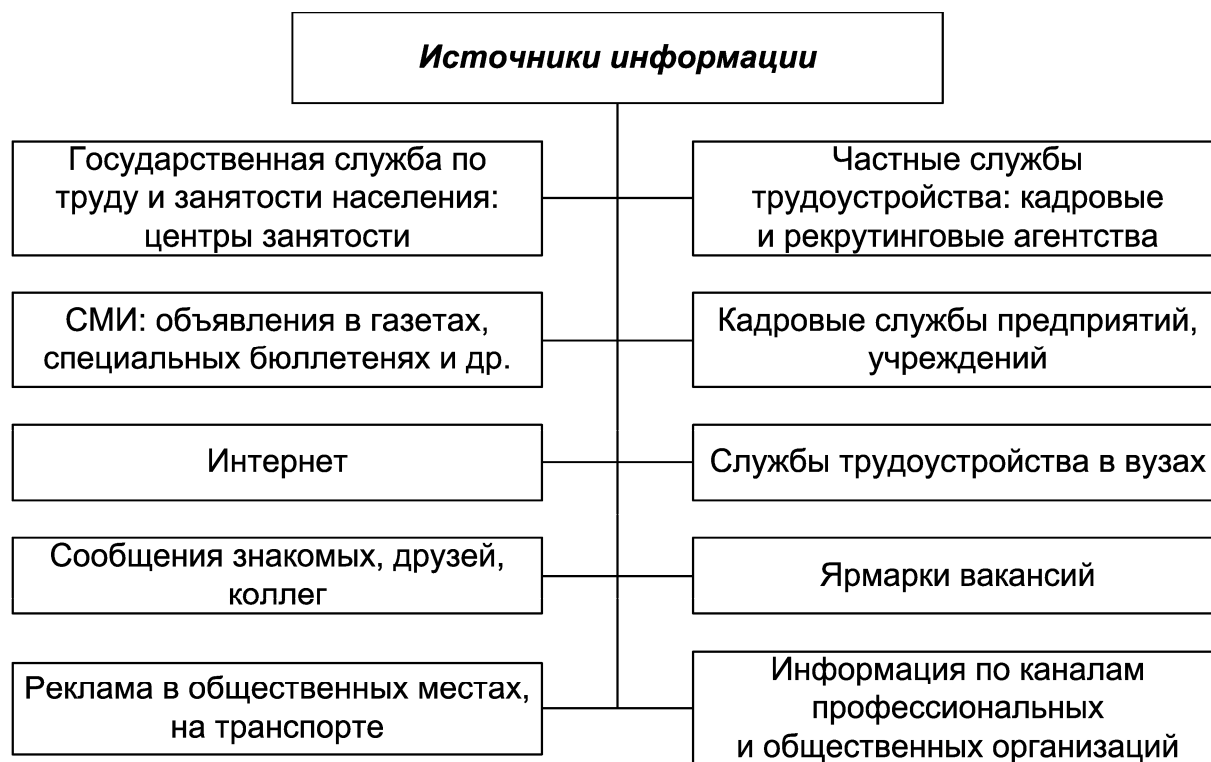 Источники информации
Государственная служба по
труду и занятости населения:
центры занятости
Частные службы
трудоустройства: кадровые
и рекрутинговые агентства
СМИ: объявления в газетах,
специальных бюллетенях и др.
Кадровые службы предприятий,
учреждений
Интернет
Службы трудоустройства в вузах
Сообщения знакомых, друзей,
коллег
Ярмарки вакансий
Реклама в общественных местах,
на транспорте
Информация по каналам
профессиональных
и общественных организаций